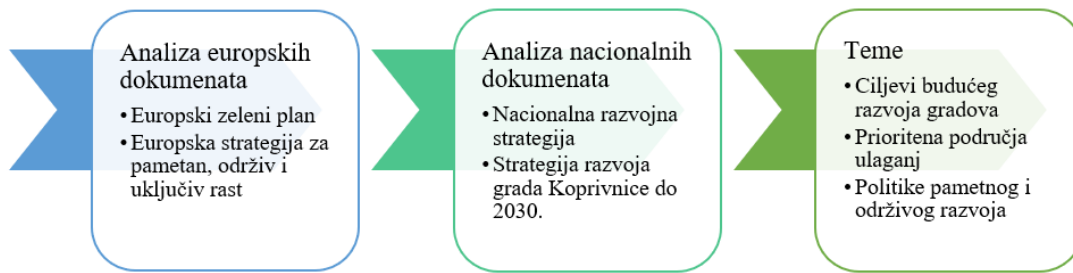 Analiza europskih
dokumenata
• Europski zeleni plan
• Europska strategija za
pametan, održiv i
uključiv rast
Analiza nacionalnih
dokumenata
• Nacionalna razvojna
strategija
• Strategija razvoja
grada Koprivnice do
2030.
Teme
• Ciljevi budućeg
razvoja gradova
• Prioritena područja
ulaganj
• Politike pametnog i
održivog razvoja